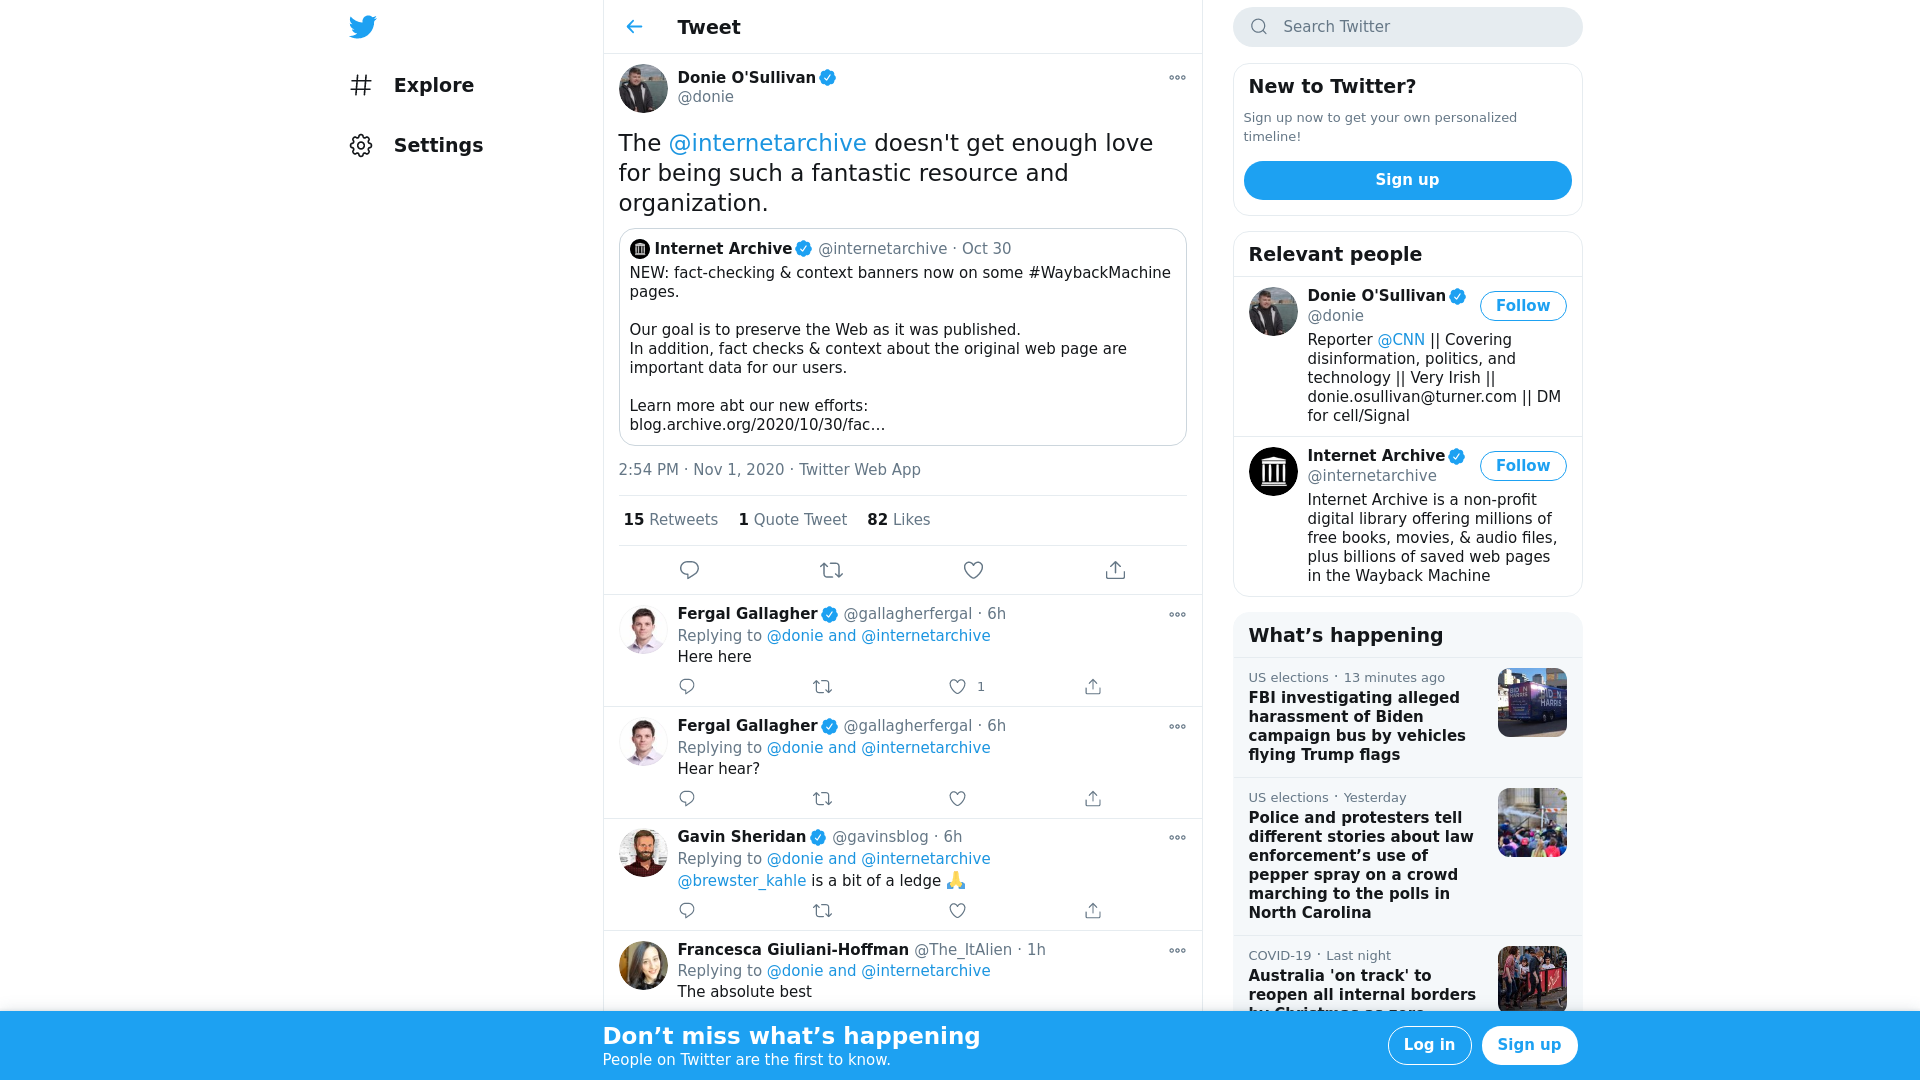 Explore
Settings
Tweet
Donie O'Sullivan
@donie
The @internetarchive doesn't get enough love
for being such a fantastic resource and
organization.
Internet Archive @internetarchive · Oct 30
NEW: fact-checking & context banners now on some #WaybackMachine
pages.
Our goal is to preserve the Web as it was published.
In addition, fact checks & context about the original web page are
important data for our users.
Learn more abt our new efforts:
blog.archive.org/2020/10/30/fac…
2:54 PM · Nov 1, 2020 · Twitter Web App
15 Retweets 1 Quote Tweet 82 Likes
Fergal Gallagher @gallagherfergal · 6h
Replying to @donie and @internetarchive
Here here
1
Fergal Gallagher @gallagherfergal · 6h
Replying to @donie and @internetarchive
Hear hear?
Gavin Sheridan @gavinsblog · 6h
Replying to @donie and @internetarchive
@brewster_kahle is a bit of a ledge 🙏
Francesca Giuliani-Hoffman @The_ItAlien · 1h
Replying to @donie and @internetarchive
The absolute best
Search Twitter
New to Twitter?
Sign up now to get your own personalized
timeline!
Sign up
Relevant people
Donie O'Sullivan
@donie
Follow
Reporter @CNN || Covering
disinformation, politics, and
technology || Very Irish ||
donie.osullivan@turner.com || DM
for cell/Signal
Internet Archive
@internetarchive
Follow
Internet Archive is a non-profit
digital library offering millions of
free books, movies, & audio files,
plus billions of saved web pages
in the Wayback Machine
What's happening
US elections · 13 minutes ago
FBI investigating alleged
harassment of Biden
campaign bus by vehicles
flying Trump flags
US elections · Yesterday
Police and protesters tell
different stories about law
enforcement's use of
pepper spray on a crowd
marching to the polls in
North Carolina
COVID-19 · Last night
Australia 'on track' to
reopen all internal borders
by Christmas as zero
Don't miss what's happening
People on Twitter are the first to know.
Log in
Sign up